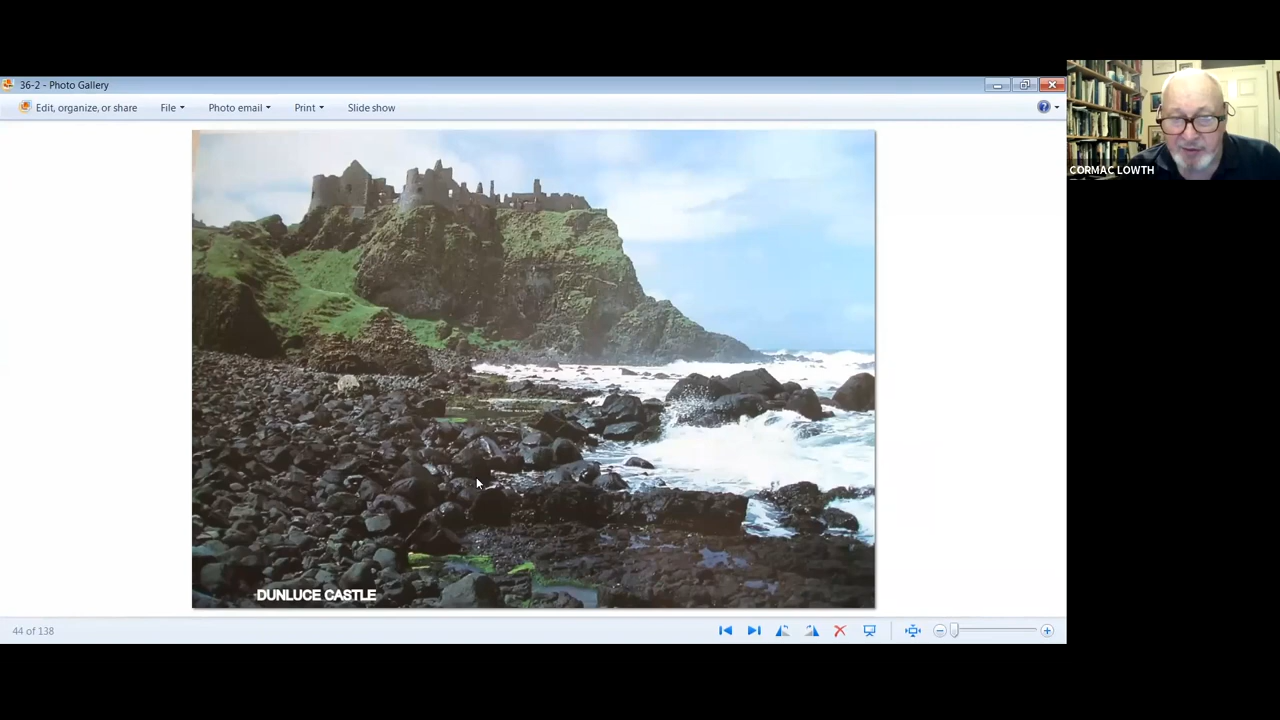 36-2 - Photo Gallery
Edit, organize, or share File Photo email Print Slide show
CORMAC LOWTH
DUNLUCE CASTLE
44 of 138